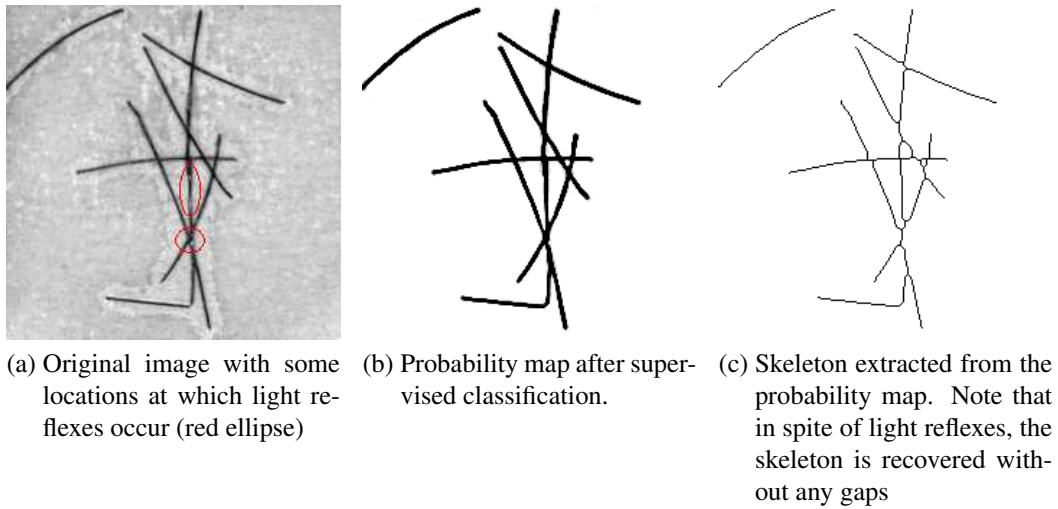 (a) Original image with some
locations at which light re-
flexes occur (red ellipse)
(b) Probability map after super-
vised classification.
(c) Skeleton extracted from the
probability map. Note that
in spite of light reflexes, the
skeleton is recovered with-
out any gaps